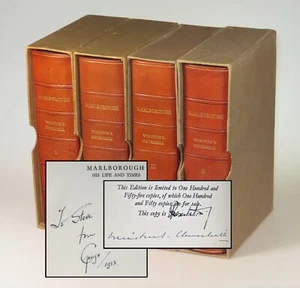 MARLBOROUGH
WINSTON S.
CHURCHILL
MARLBOROUGH
WINSTON S.
CHURCHILL
MARLBOROUGH
WINSTON S.
CHURCHILL
MARLBOROUGH
WINSTON S.
CHURCHILL
MARLBOROUGH
HIS LIFE AND TIMES
To
from
1933
This Edition is limited to One Hundred and
Fifty-five copies, of which One Hundred
and Fifty copies are for sale.
This copy is
Winston S. Churchill